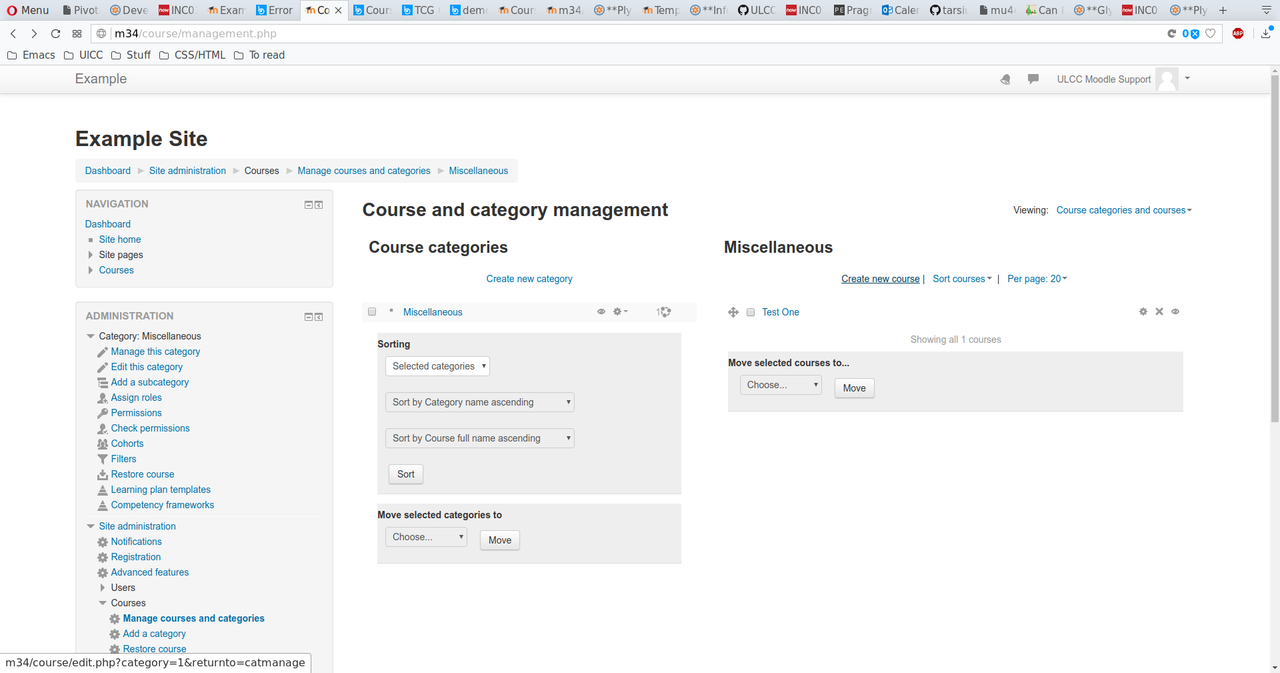 Menu Pivot Deve INC0 Exam Error Co Cours TCG demo Cours m34 **Ply Temp **Info ULCC INC0 Prag Caler tarsi mu4 Can **Gly INC0 **Ply
m34/course/management.php 0
Emacs UICC Stuff CSS/HTML To read
Example ULCC Moodle Support
Example Site
Dashboard Site administration Courses Manage courses and categories Miscellaneous
NAVIGATION
Dashboard
Site home
Site pages
Courses
ADMINISTRATION
Category: Miscellaneous
Manage this category
Edit this category
Add a subcategory
Assign roles
Permissions
Check permissions
Cohorts
Filters
Restore course
Learning plan templates
Competency frameworks
Site administration
Notifications
Registration
Advanced features
Users
Courses
Manage courses and categories
Add a category
Restore course
Course and category management
Viewing: Course categories and courses
Course categories
Create new category
Miscellaneous 1
Sorting
Selected categories
Sort by Category name ascending
Sort by Course full name ascending
Sort
Move selected categories to
Choose... Move
Miscellaneous
Create new course | Sort courses | Per page: 20
Test One
Showing all 1 courses
Move selected courses to...
Choose... Move
m34/course/edit.php?category=1&returnto=catmanage